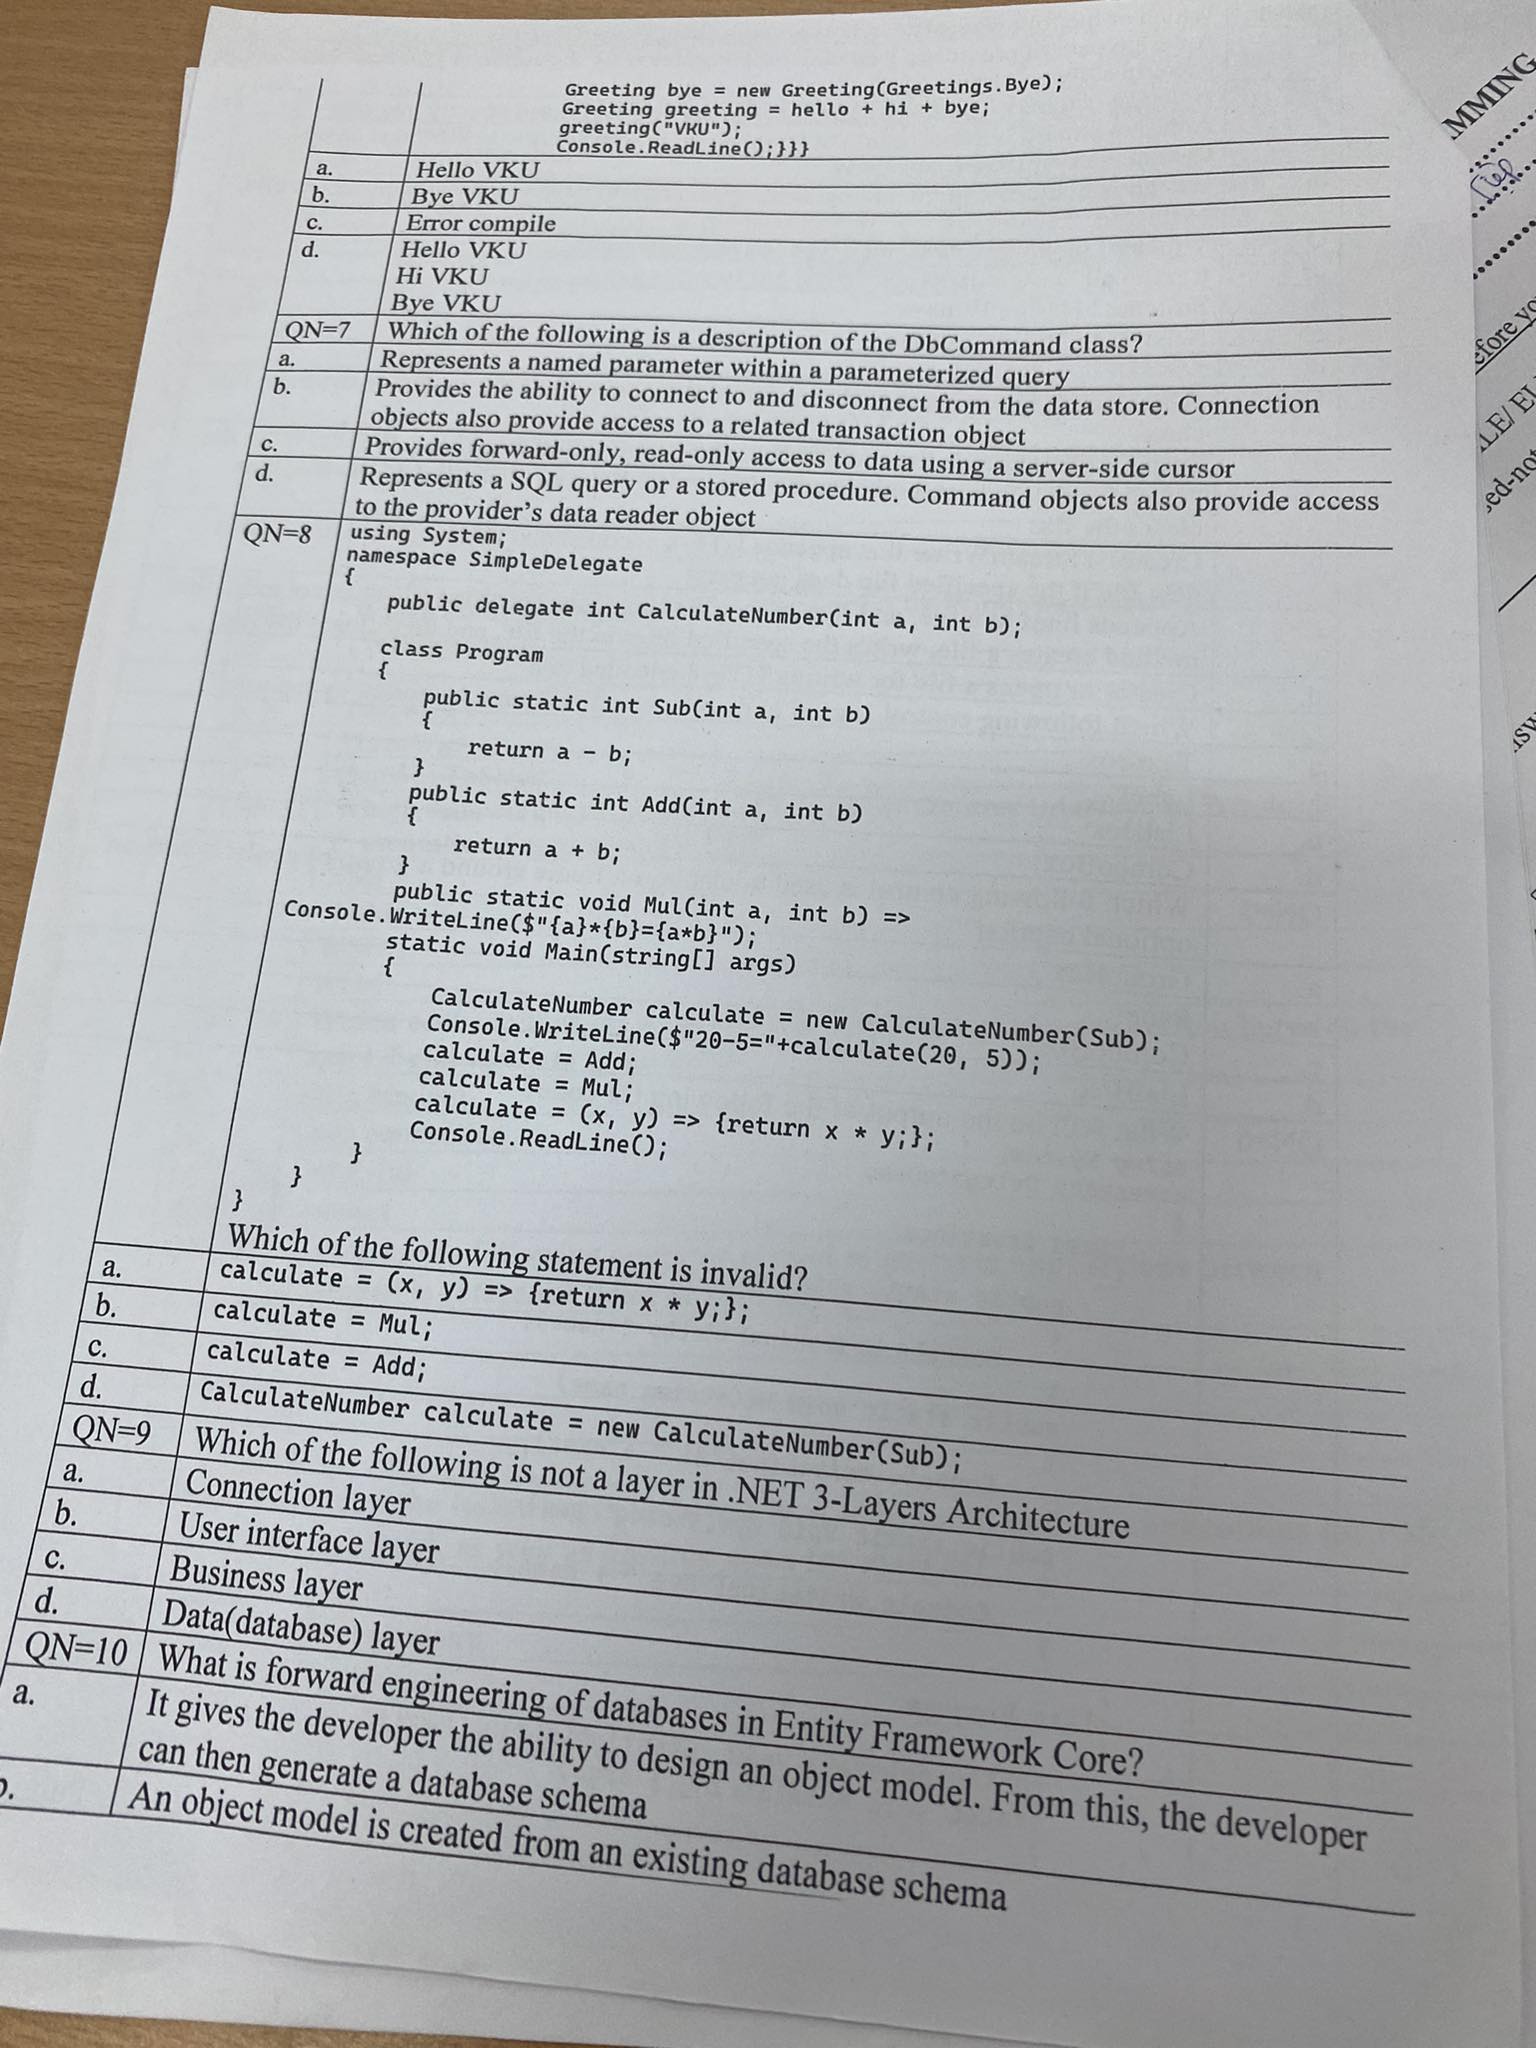 Greeting bye = new Greeting(Greetings.Bye);
Greeting greeting = hello + hi + bye;
greeting("VKU");
Console.ReadLine();}}}
a. Hello VKU
b. Bye VKU
c. Error compile
d. Hello VKU
Hi VKU
Bye VKU
QN=7 Which of the following is a description of the DbCommand class?
a. Represents a named parameter within a parameterized query
b. Provides the ability to connect to and disconnect from the data store. Connection
objects also provide access to a related transaction object
c. Provides forward-only, read-only access to data using a server-side cursor
d. Represents a SQL query or a stored procedure. Command objects also provide access
to the provider's data reader object
QN=8 using System;
namespace SimpleDelegate
{
public delegate int CalculateNumber(int a, int b);
class Program
{
public static int Sub(int a, int b)
{
return a - b;
}
public static int Add(int a, int b)
{
return a + b;
}
public static void Mul(int a, int b) =>
Console.WriteLine($"{a}*{b}={a*b}");
static void Main(string[] args)
{
CalculateNumber calculate = new CalculateNumber(Sub);
Console.WriteLine($"20-5="+calculate(20, 5));
calculate = Add;
calculate = Mul;
calculate = (x, y) => {return x * y;};
Console.ReadLine();
}
}
}
Which of the following statement is invalid?
a. calculate = (x, y) => {return x * y;};
b. calculate = Mul;
c. calculate = Add;
d. CalculateNumber calculate = new CalculateNumber(Sub);
QN=9 Which of the following is not a layer in .NET 3-Layers Architecture
a. Connection layer
b. User interface layer
c. Business layer
d. Data(database) layer
QN=10 What is forward engineering of databases in Entity Framework Core?
a. It gives the developer the ability to design an object model. From this, the developer
can then generate a database schema
An object model is created from an existing database schema
MMING